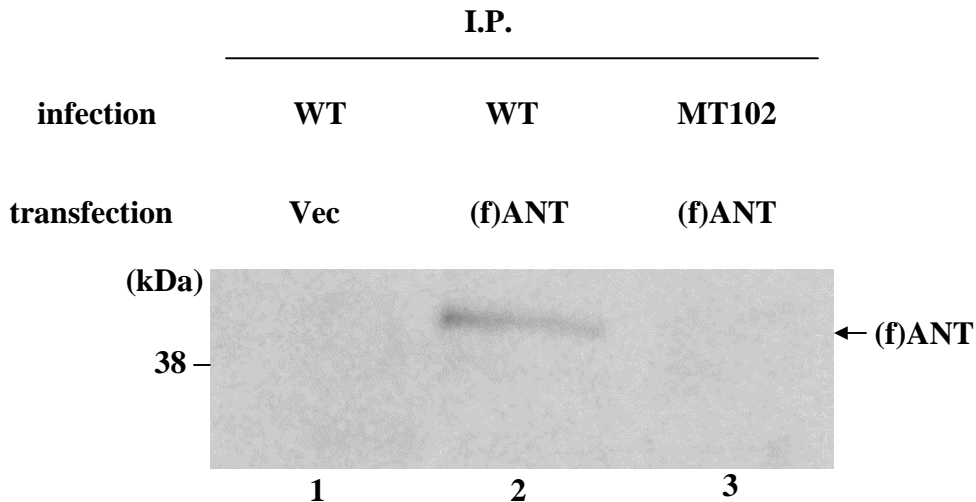 I.P.
infection WT WT MT102
transfection Vec (f)ANT (f)ANT
(kDa)
(f)ANT
38
1 2 3